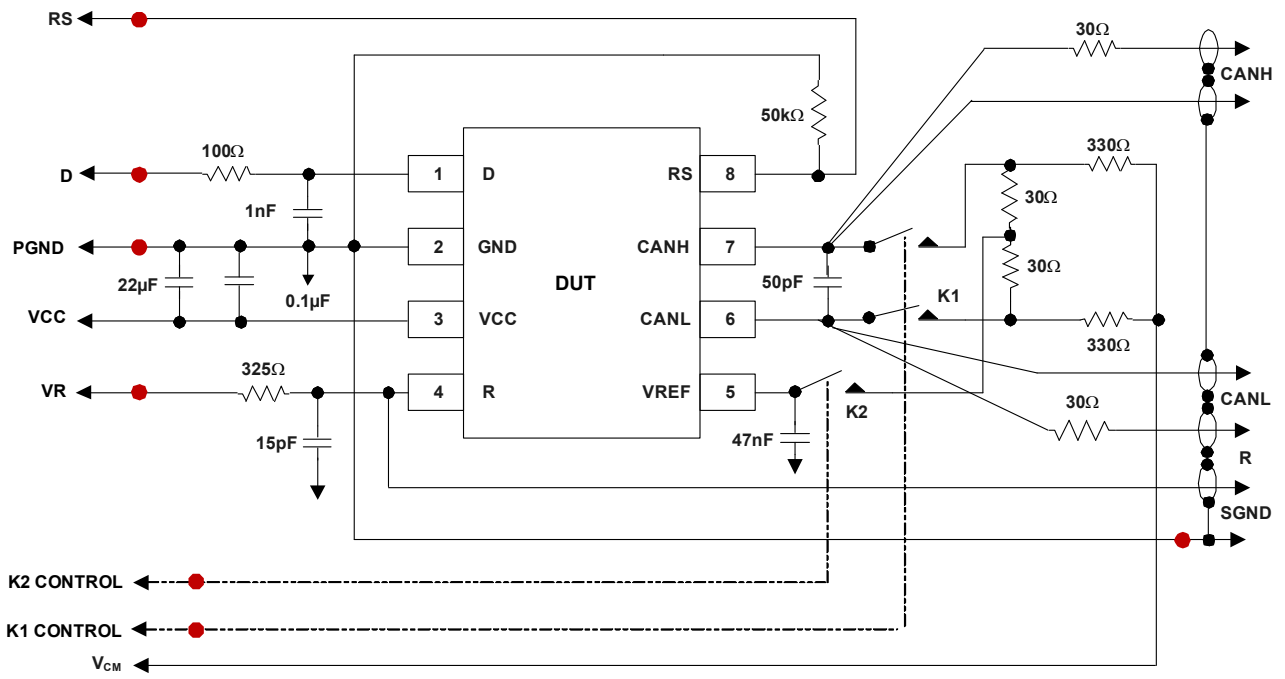 RS
30Ω
CANH
50kΩ
100Ω
330Ω
D
1
D
RS
8
1nF
30Ω
PGND
2
GND
CANH
7
22µF
0.1µF
DUT
50pF
30Ω
K1
VCC
3
VCC
CANL
6
330Ω
325Ω
VR
4
R
VREF
5
K2
30Ω
CANL
15pF
47nF
R
SGND
K2 CONTROL
K1 CONTROL
VCM